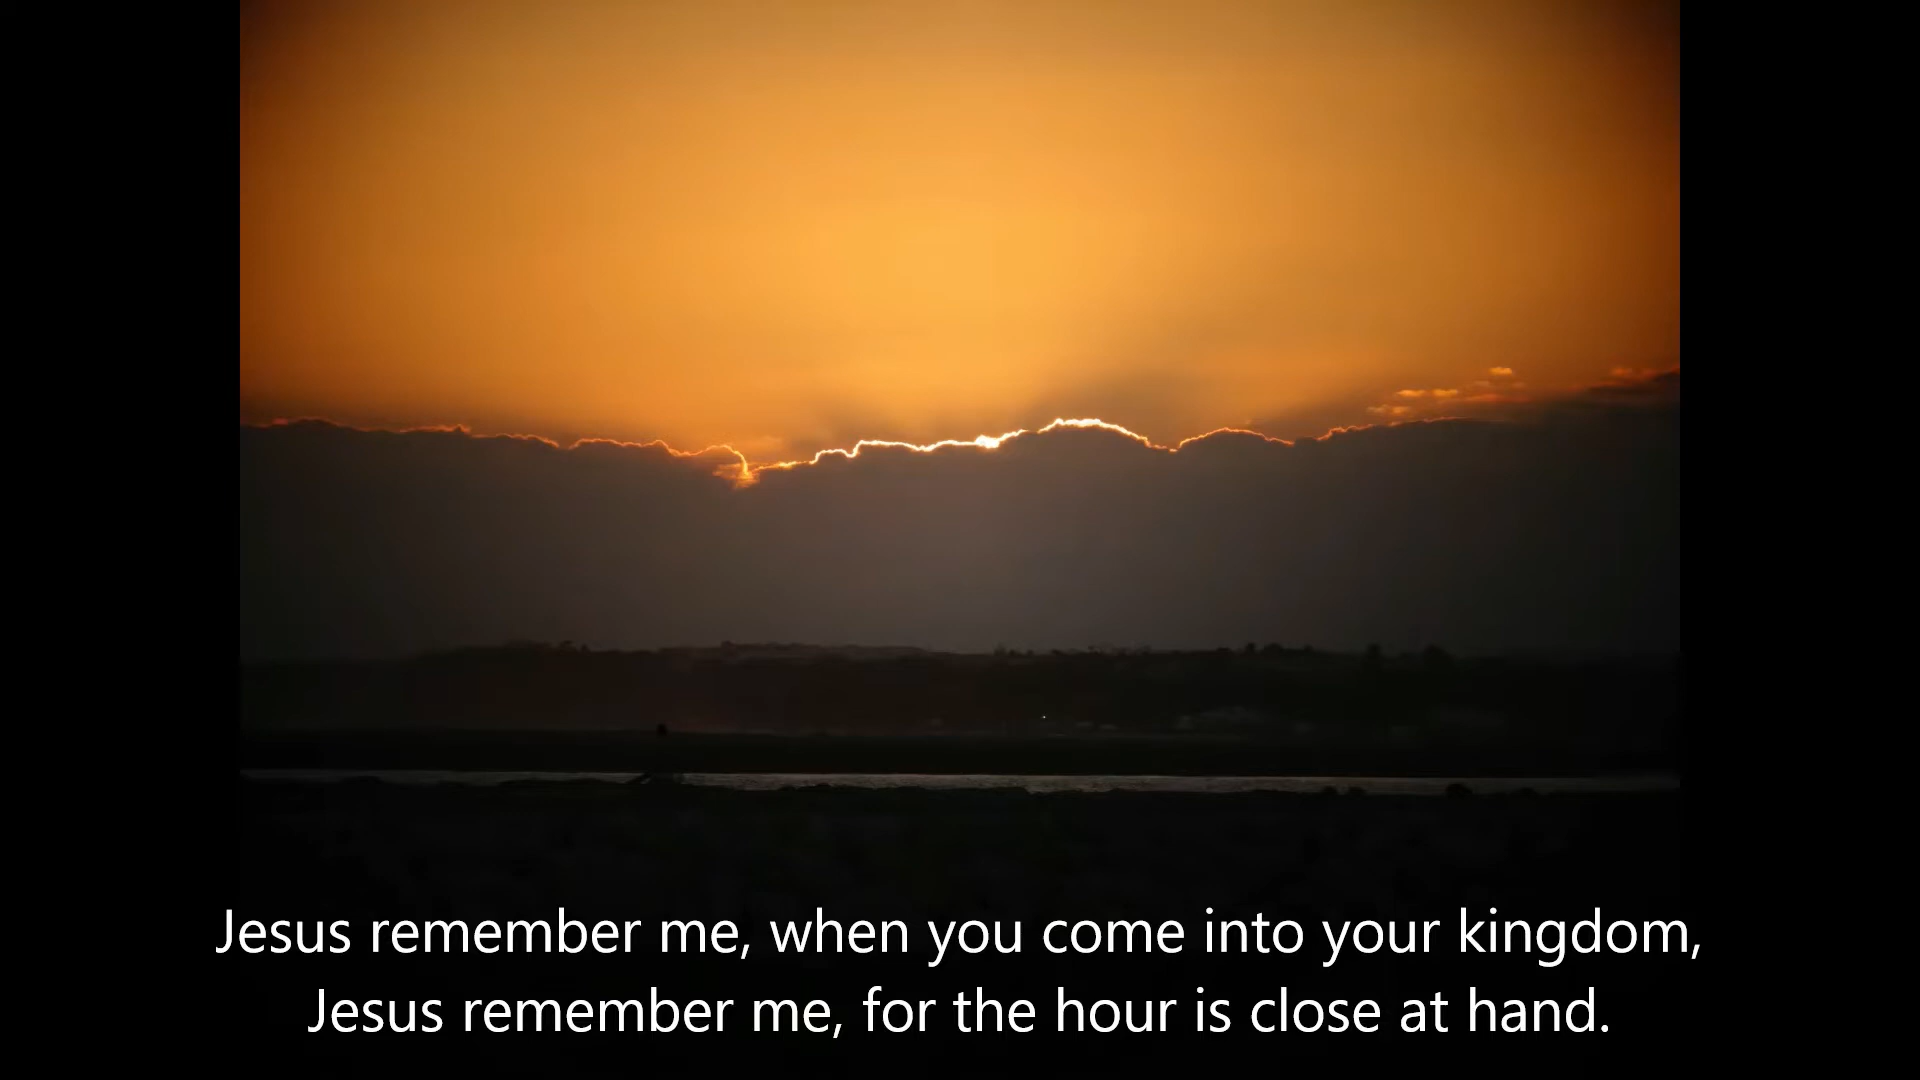 Jesus remember me, when you come into your kingdom,
Jesus remember me, for the hour is close at hand.